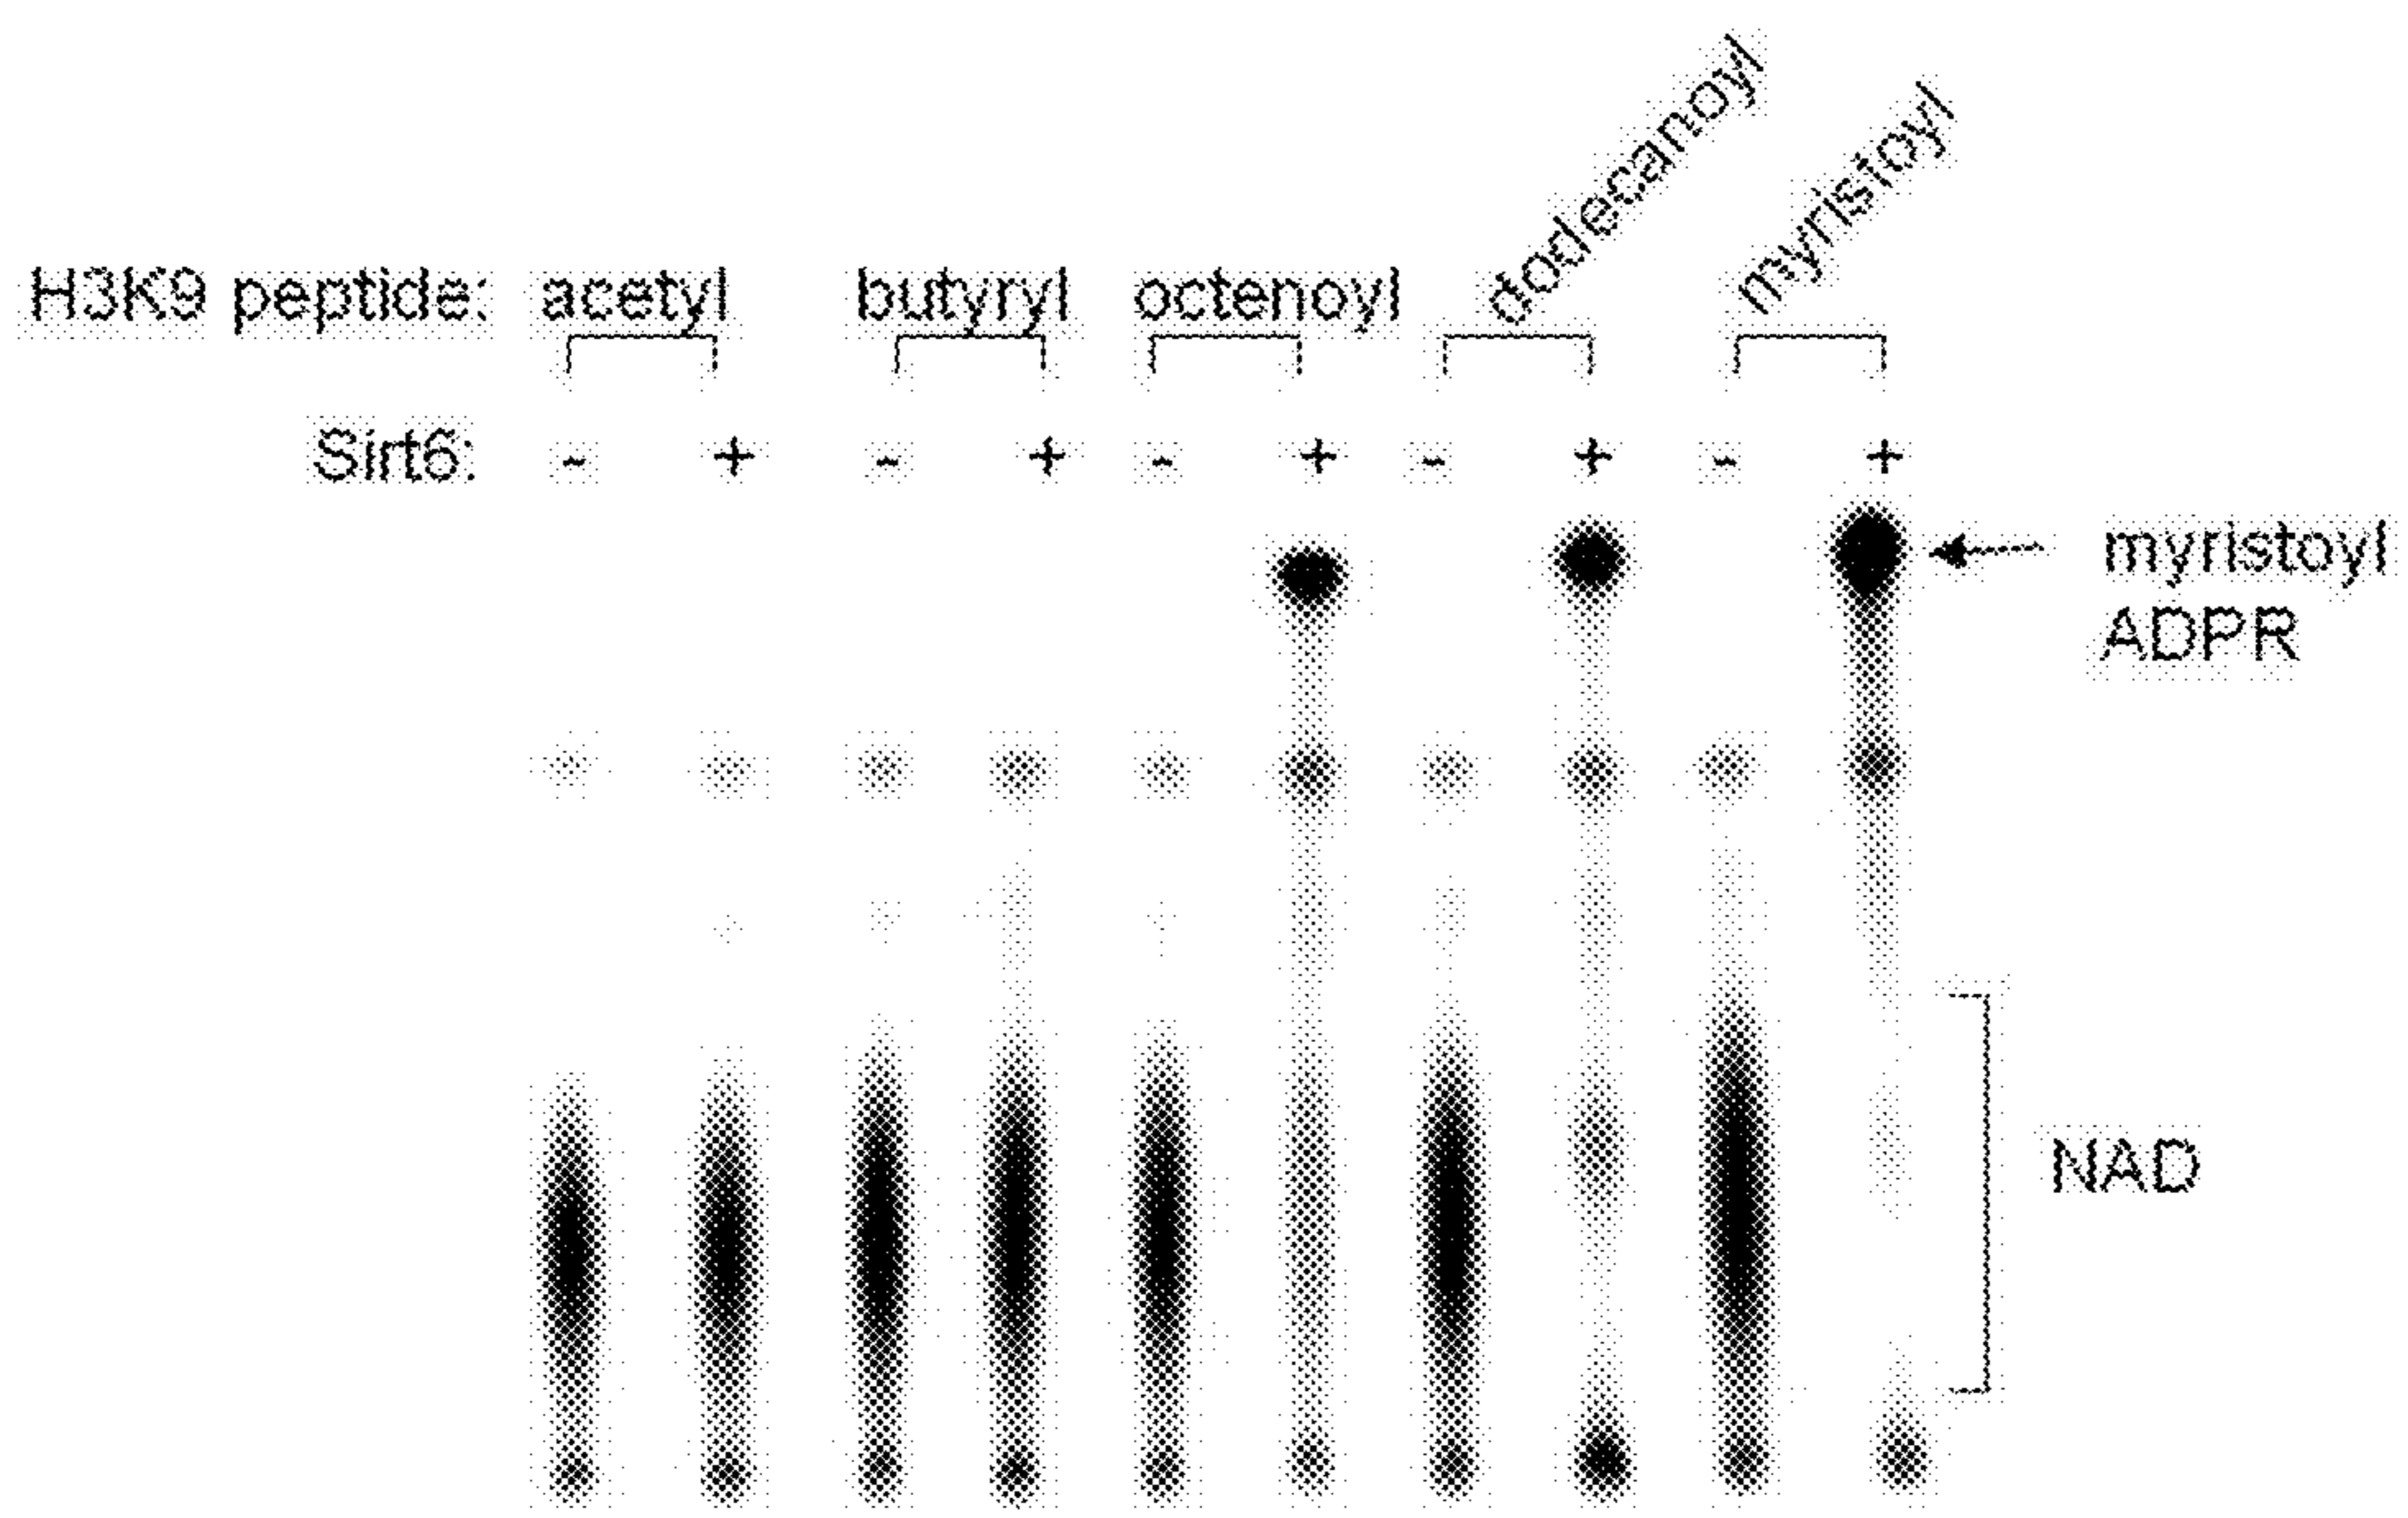 dodecanoyl
myristoyl
H3K9 peptide: acetyl butyryl octenoyl
Sirt6: - + - + - + - + - +
myristoyl
ADPR
NAD